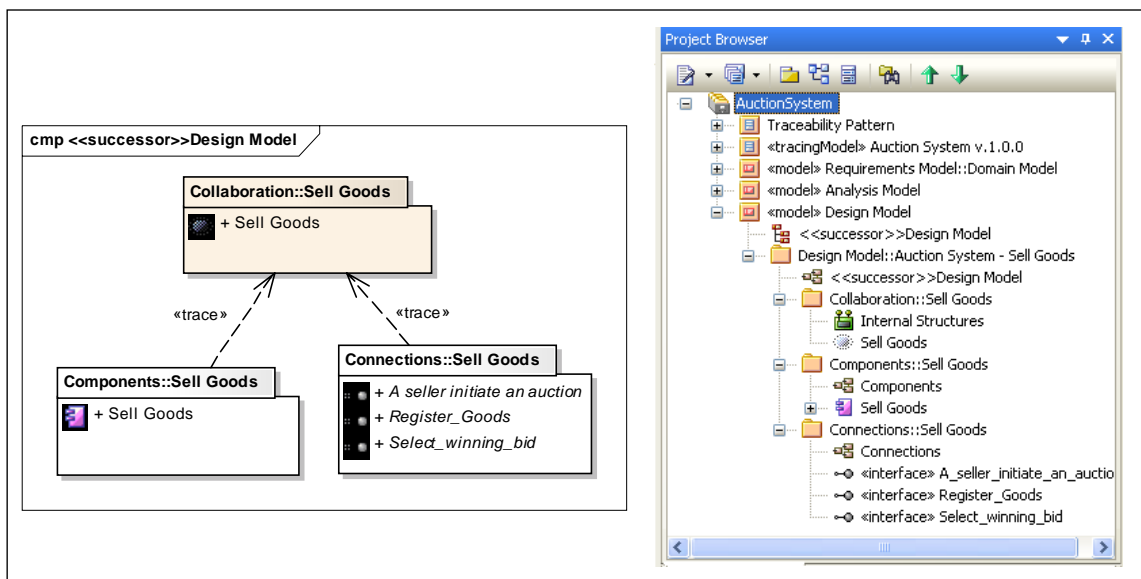 cmp <<successor>>Design Model
Collaboration::Sell Goods
+ Sell Goods
«trace»
«trace»
Components::Sell Goods
+ Sell Goods
Connections::Sell Goods
+ A seller initiate an auction
+ Register_Goods
+ Select_winning_bid
Project Browser
AuctionSystem
Traceability Pattern
«tracingModel» Auction System v.1.0.0
«model» Requirements Model::Domain Model
«model» Analysis Model
«model» Design Model
<<successor>>Design Model
Design Model::Auction System - Sell Goods
<<successor>>Design Model
Collaboration::Sell Goods
Internal Structures
Sell Goods
Components::Sell Goods
Components
Sell Goods
Connections::Sell Goods
Connections
«interface» A_seller_initiate_an_auctio
«interface» Register_Goods
«interface» Select_winning_bid